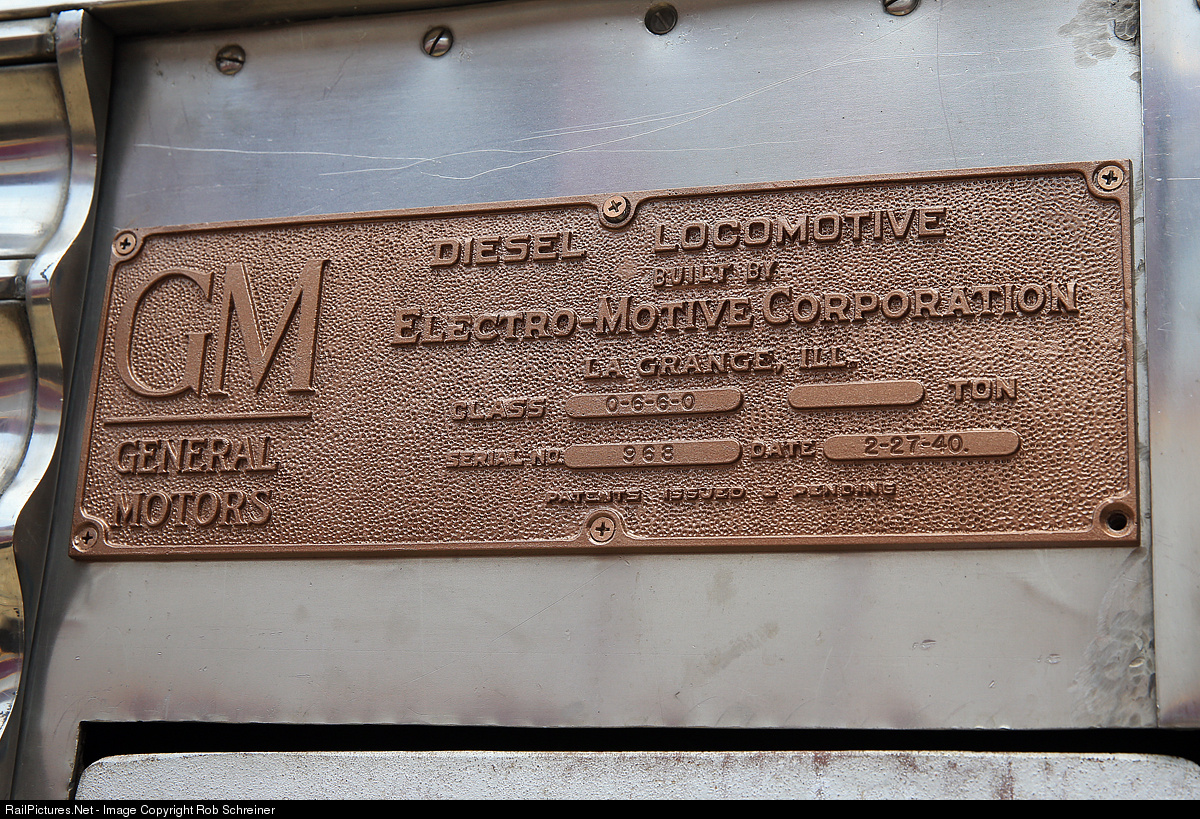 GM
GENERAL
MOTORS
DIESEL LOCOMOTIVE
BUILT BY
ELECTRO-MOTIVE CORPORATION
LA GRANGE, ILL.
CLASS 0-6-6-0 TON
SERIAL NO. 968 DATE 2-27-40.
PATENTS ISSUED & PENDING
RailPictures.Net - Image Copyright Rob Schreiner